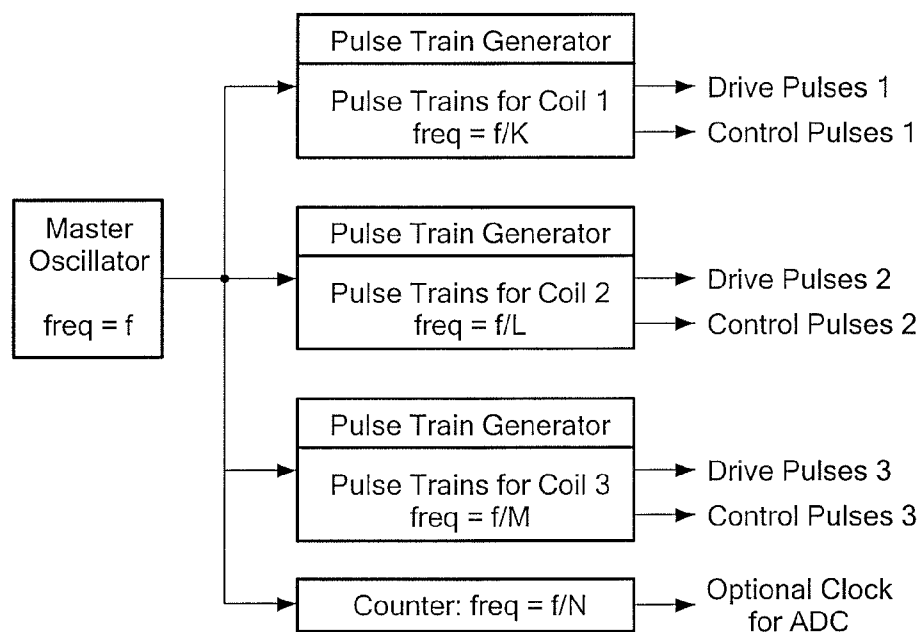 Pulse Train Generator
Pulse Trains for Coil 1
freq = f/K
Drive Pulses 1
Control Pulses 1
Master
Oscillator
freq = f
Pulse Train Generator
Pulse Trains for Coil 2
freq = f/L
Drive Pulses 2
Control Pulses 2
Pulse Train Generator
Pulse Trains for Coil 3
freq = f/M
Drive Pulses 3
Control Pulses 3
Counter: freq = f/N
Optional Clock
for ADC